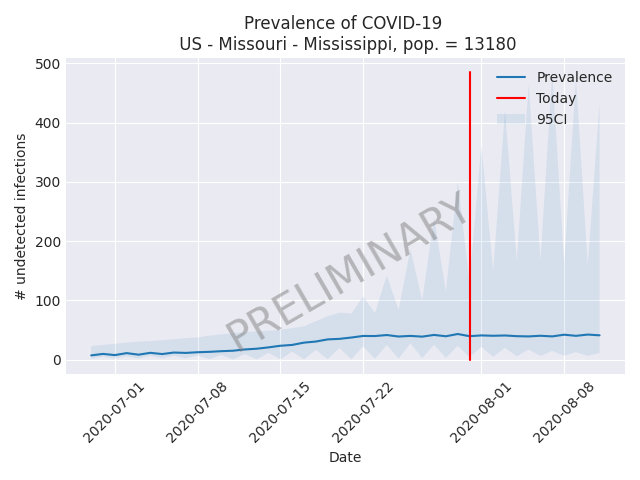 Prevalence of COVID-19
US - Missouri - Mississippi, pop. = 13180
500
400
300
200
100
0
# undetected infections
Prevalence
Today
95CI
PRELIMINARY
2020-07-01
2020-07-08
2020-07-15
2020-07-22
2020-08-01
2020-08-08
Date